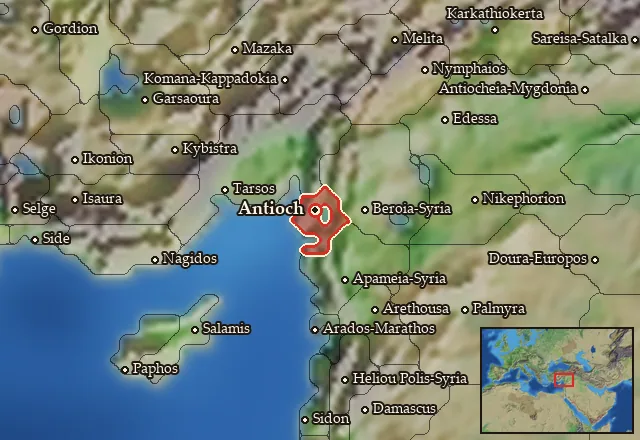 Karkathiokerta
Gordion
Melita
Sareisa-Satalka
Mazaka
Nymphaios
Komana-Kappadokia
Antiocheia-Mygdonia
Garsaoura
Edessa
Kybistra
Ikonion
Tarsos
Isaura
Nikephorion
Selge
Antioch
Beroia-Syria
Side
Nagidos
Doura-Europos
Apameia-Syria
Arethousa
Palmyra
Salamis
Arados-Marathos
Paphos
Heliou Polis-Syria
Damascus
Sidon